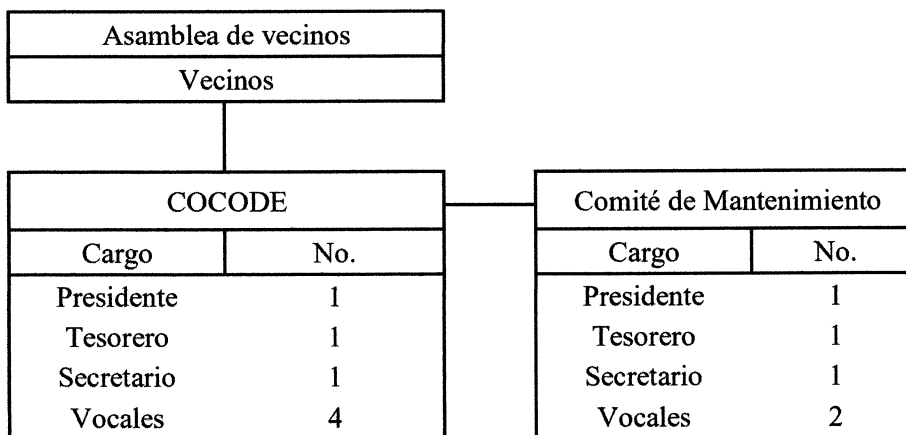 Asamblea de vecinos
Vecinos
COCODE
Cargo No.
Presidente 1
Tesorero 1
Secretario 1
Vocales 4
Comité de Mantenimiento
Cargo No.
Presidente 1
Tesorero 1
Secretario 1
Vocales 2